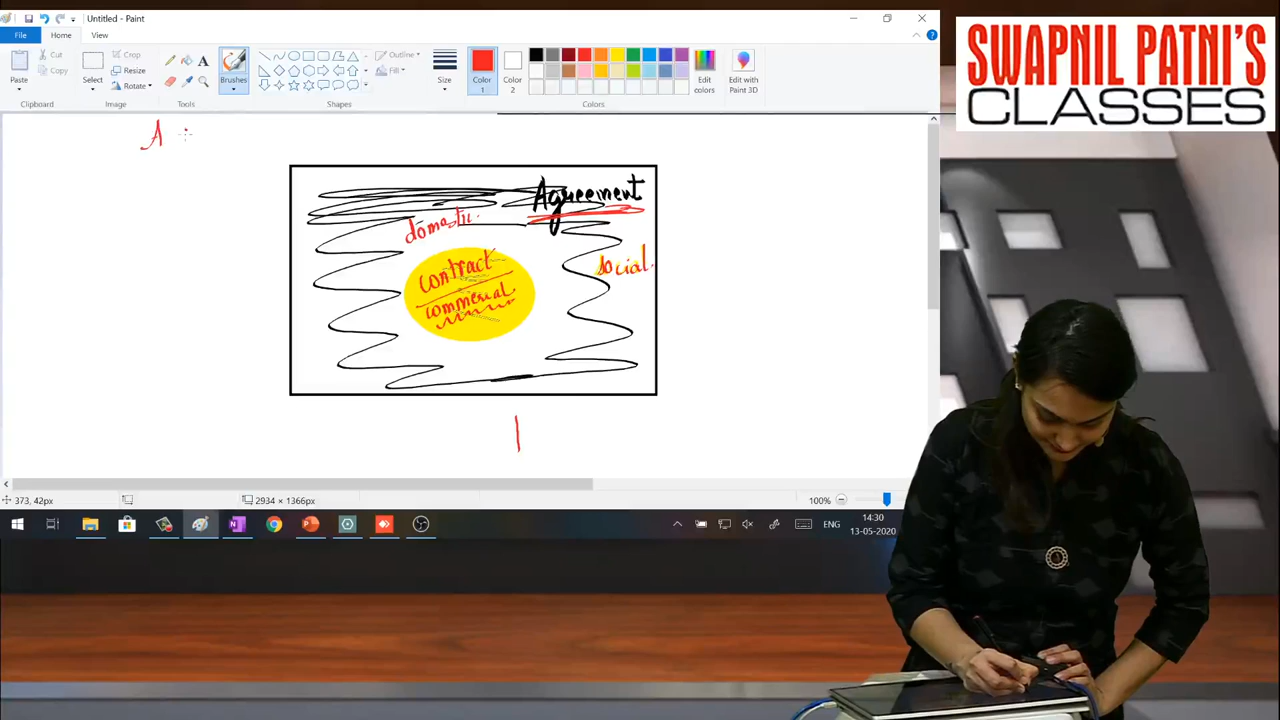 Untitled - Paint
File
Home
View
Paste
Cut
Copy
Clipboard
Select
Crop
Resize
Rotate
Image
Tools
Brushes
Outline
Fill
Shapes
Size
Color
1
Color
2
Edit
colors
Edit with
Paint 3D
Colors
SWAPNIL PATNI'S
CLASSES
A
Agreement
domastic.
contract
commerial
social.
373, 42px
2934 × 1366px
100%
ENG
14:30
13-05-2020